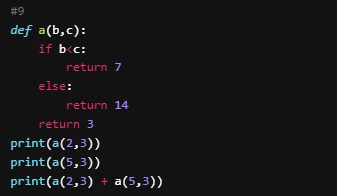 #9
def a(b,c):
    if b<c:
        return 7
    else:
        return 14
    return 3
print(a(2,3))
print(a(5,3))
print(a(2,3) + a(5,3))